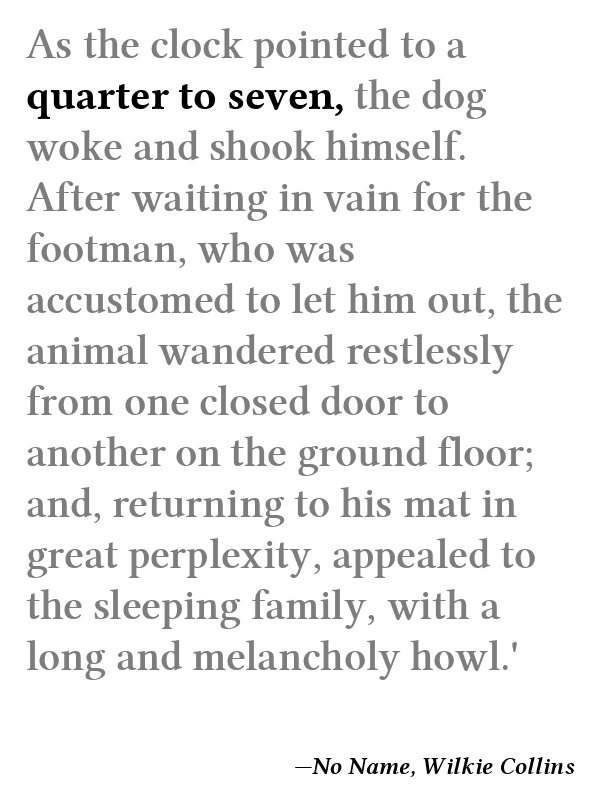 As the clock pointed to a
quarter to seven, the dog
woke and shook himself.
After waiting in vain for the
footman, who was
accustomed to let him out, the
animal wandered restlessly
from one closed door to
another on the ground floor;
and, returning to his mat in
great perplexity, appealed to
the sleeping family, with a
long and melancholy howl.'
—No Name, Wilkie Collins